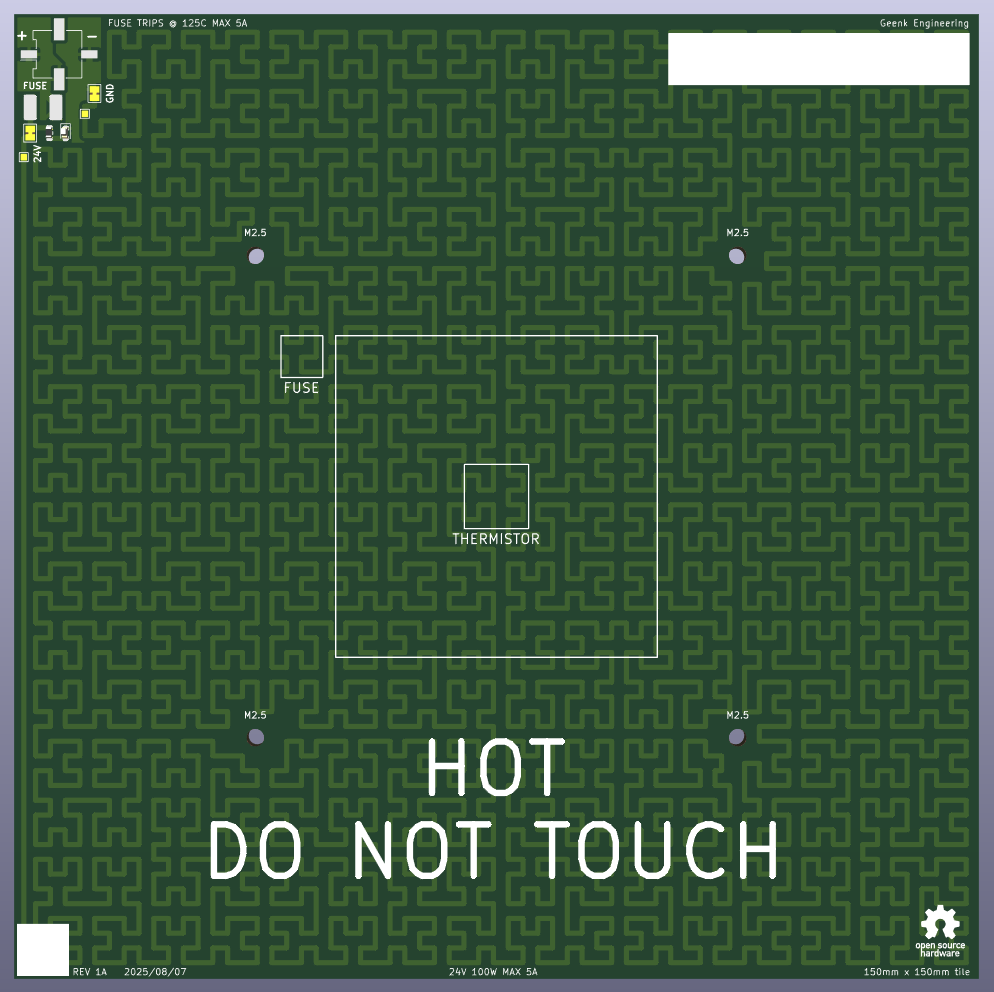 FUSE TRIPS @ 125C MAX 5A
Geenk Engineering
+ -
FUSE
GND
24V
M2.5
M2.5
FUSE
THERMISTOR
M2.5
M2.5
HOT
DO NOT TOUCH
open source
hardware
REV 1A 2025/08/07
24V 100W MAX 5A
150mm x 150mm tile